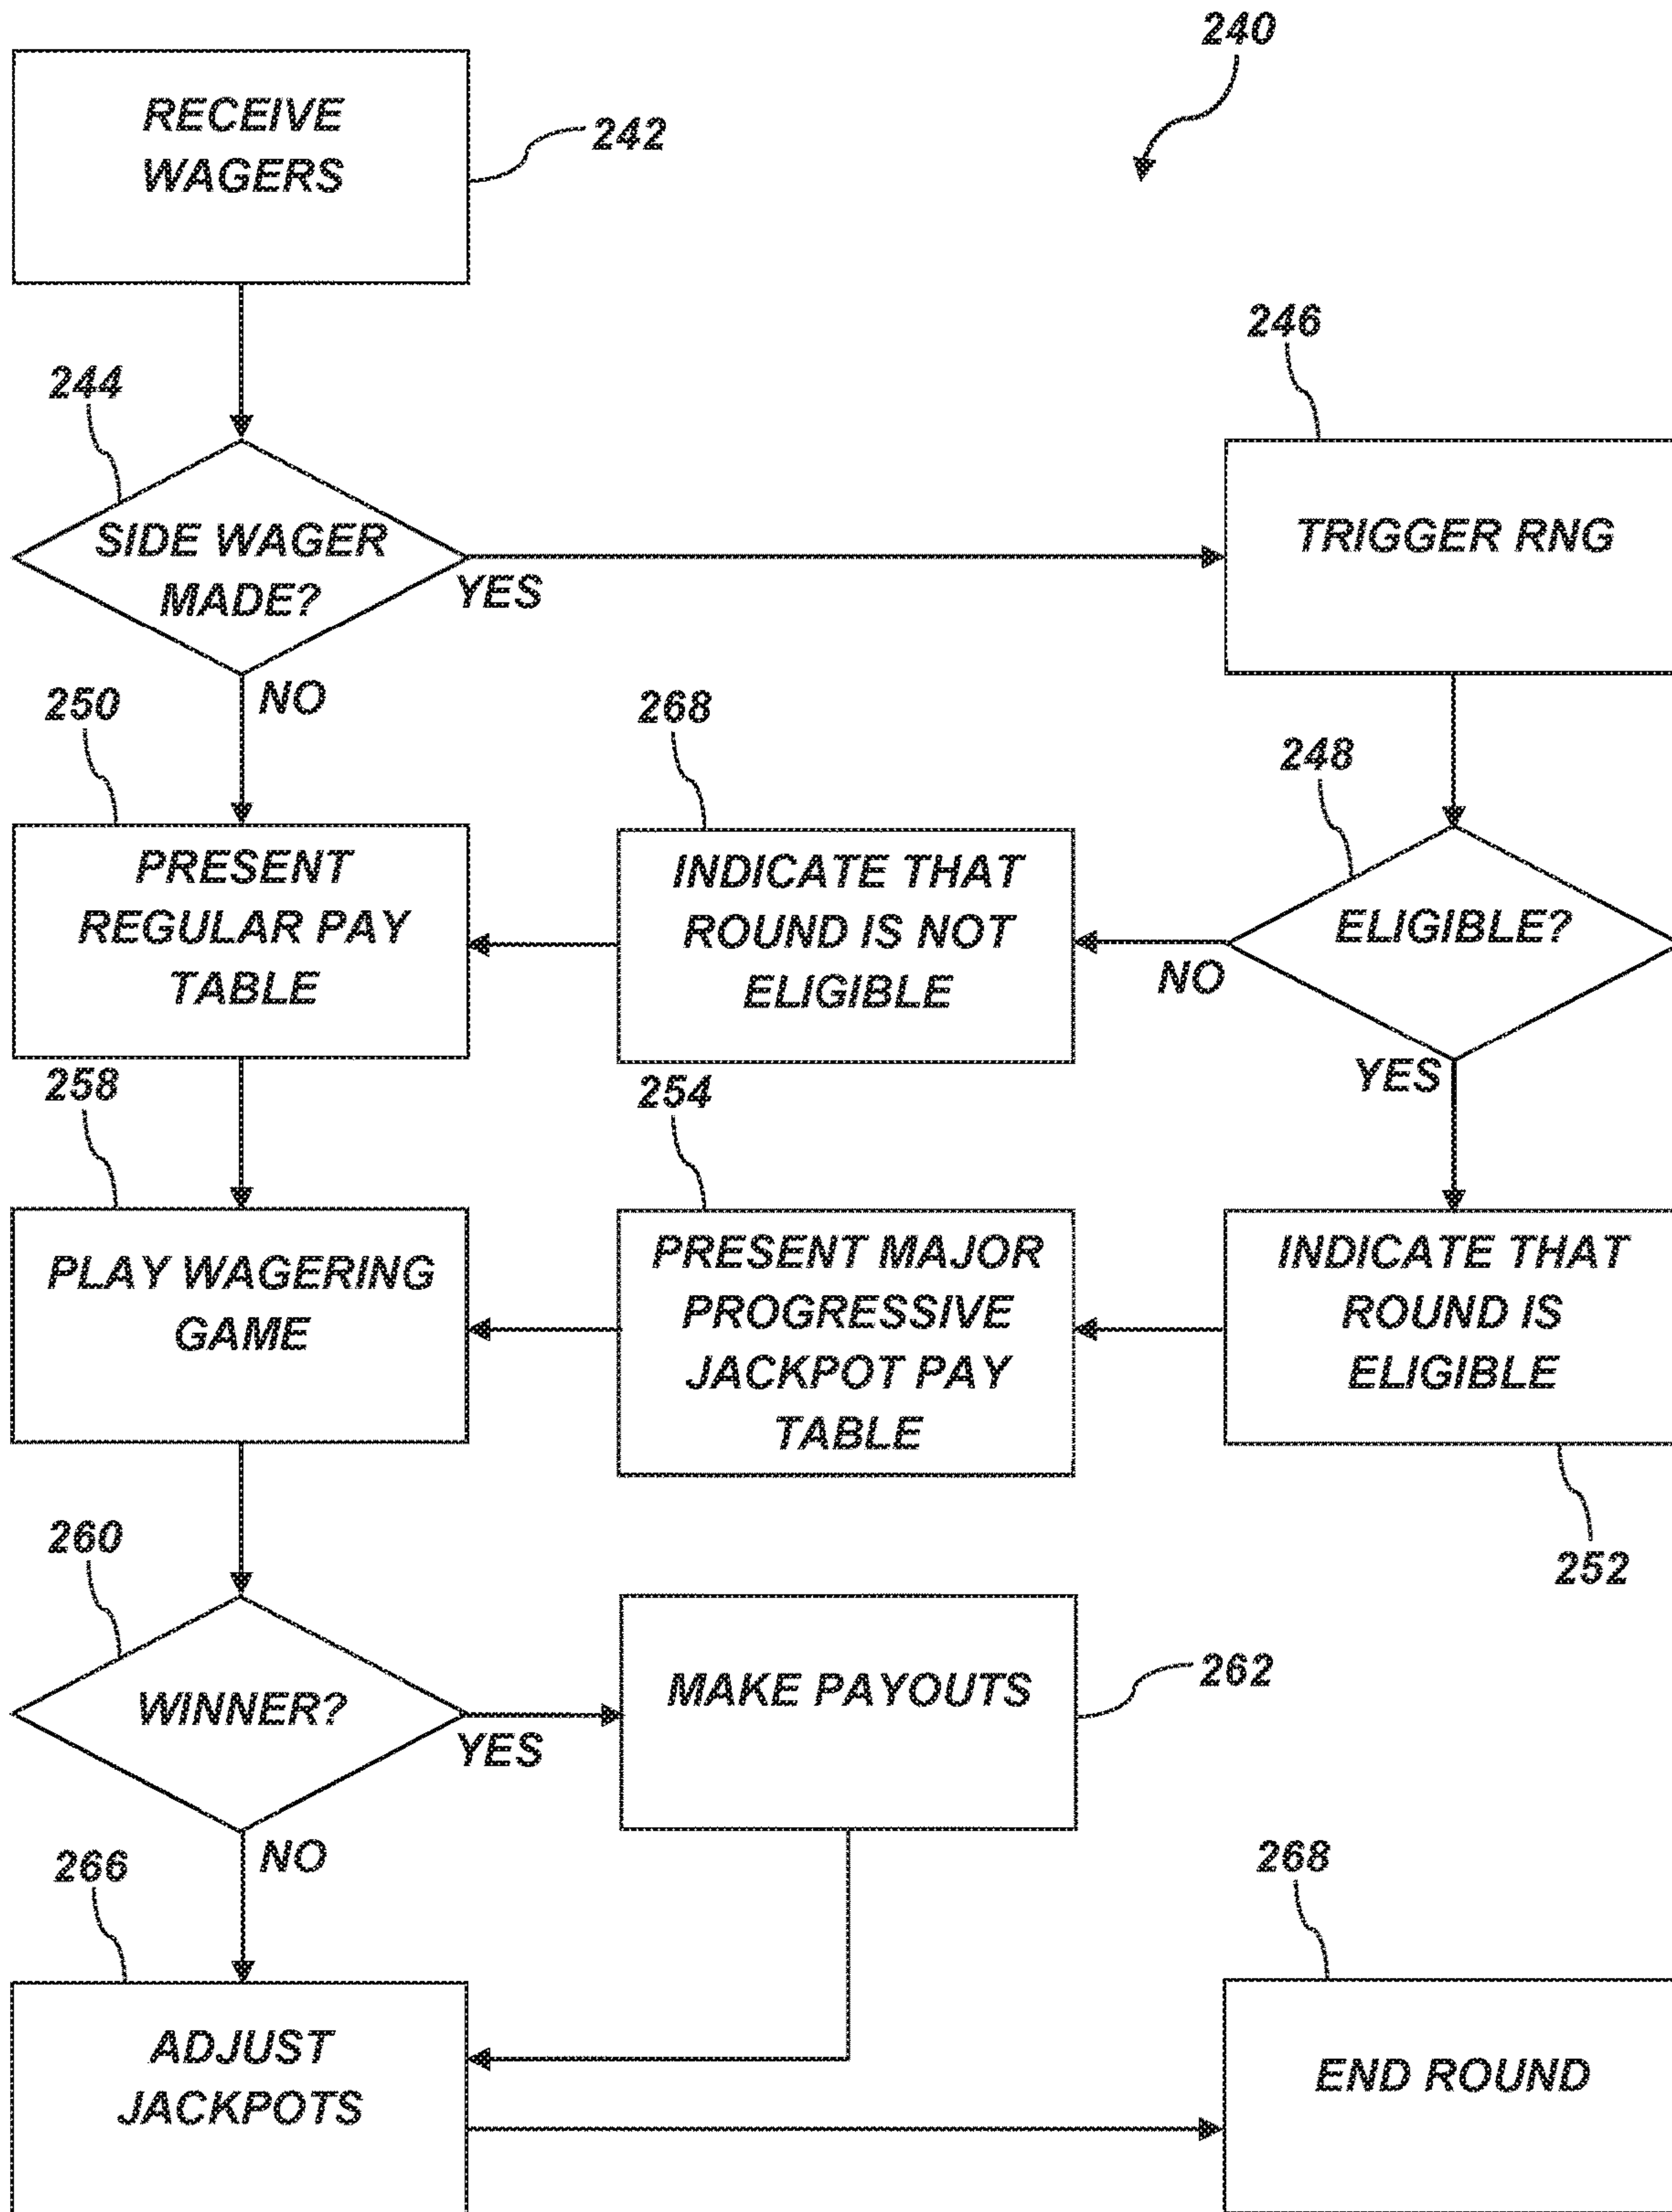 240
RECEIVE
WAGERS
242
244
SIDE WAGER
MADE?
YES
NO
246
TRIGGER RNG
250
PRESENT
REGULAR PAY
TABLE
268
INDICATE THAT
ROUND IS NOT
ELIGIBLE
248
ELIGIBLE?
NO
YES
258
PLAY WAGERING
GAME
254
PRESENT MAJOR
PROGRESSIVE
JACKPOT PAY
TABLE
INDICATE THAT
ROUND IS
ELIGIBLE
252
260
WINNER?
YES
NO
MAKE PAYOUTS
262
266
ADJUST
JACKPOTS
268
END ROUND